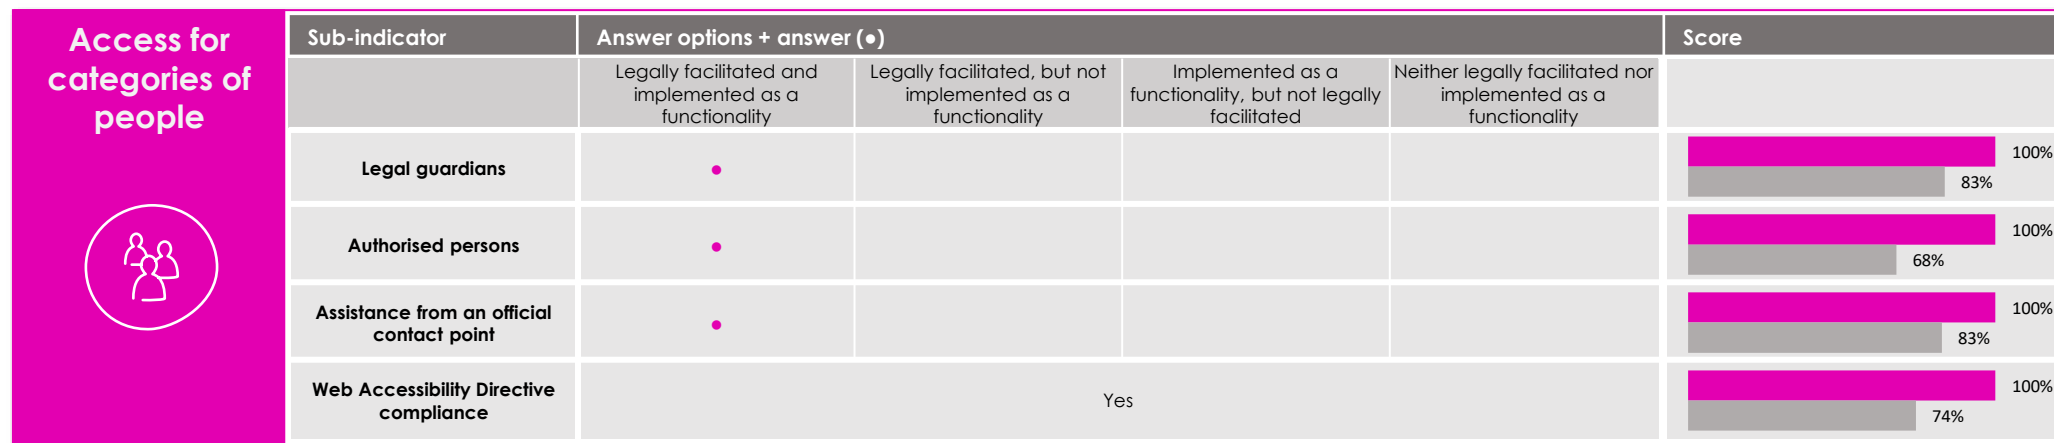 Access for
categories of
people
Sub-indicator
Answer options + answer (●)
Score
Legally facilitated and
implemented as a
functionality
Legally facilitated, but not
implemented as a
functionality
Implemented as a
functionality, but not legally
facilitated
Neither legally facilitated nor
implemented as a
functionality
Legal guardians
●
100%
83%
Authorised persons
●
100%
68%
Assistance from an official
contact point
●
100%
83%
Web Accessibility Directive
compliance
Yes
100%
74%